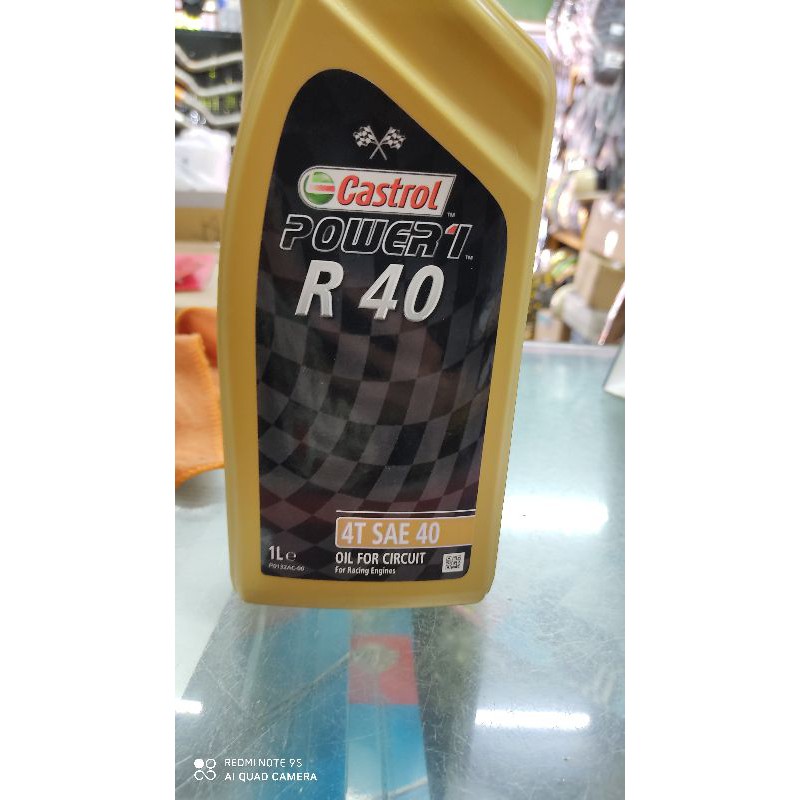 Castrol
POWER1
R 40
4T SAE 40
1L e
OIL FOR CIRCUIT
For Racing Engines
REDMI NOTE 9S
AI QUAD CAMERA